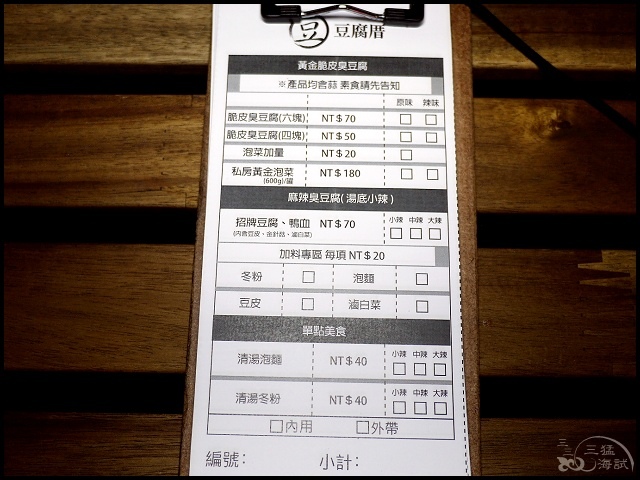 豆 豆腐厝
黃金脆皮臭豆腐
※產品均含蒜 素食請先告知
原味 辣味
脆皮臭豆腐(六塊) NT$70 □ □
脆皮臭豆腐(四塊) NT$50 □ □
泡菜加量 NT$20 □
私房黃金泡菜 NT$180 □ □
(600g)/罐
麻辣臭豆腐(湯底小辣)
小辣 中辣 大辣
招牌豆腐、鴨血 NT$70 □ □ □
(內含豆皮、金針菇、滷白菜)
加料專區 每項 NT$20
冬粉 □ 泡麵 □
豆皮 □ 滷白菜 □
單點美食
小辣 中辣 大辣
清湯泡麵 NT$40 □ □ □
小辣 中辣 大辣
清湯冬粉 NT$40 □ □ □
□內用 □外帶
編號: 小計:
三猛
海試